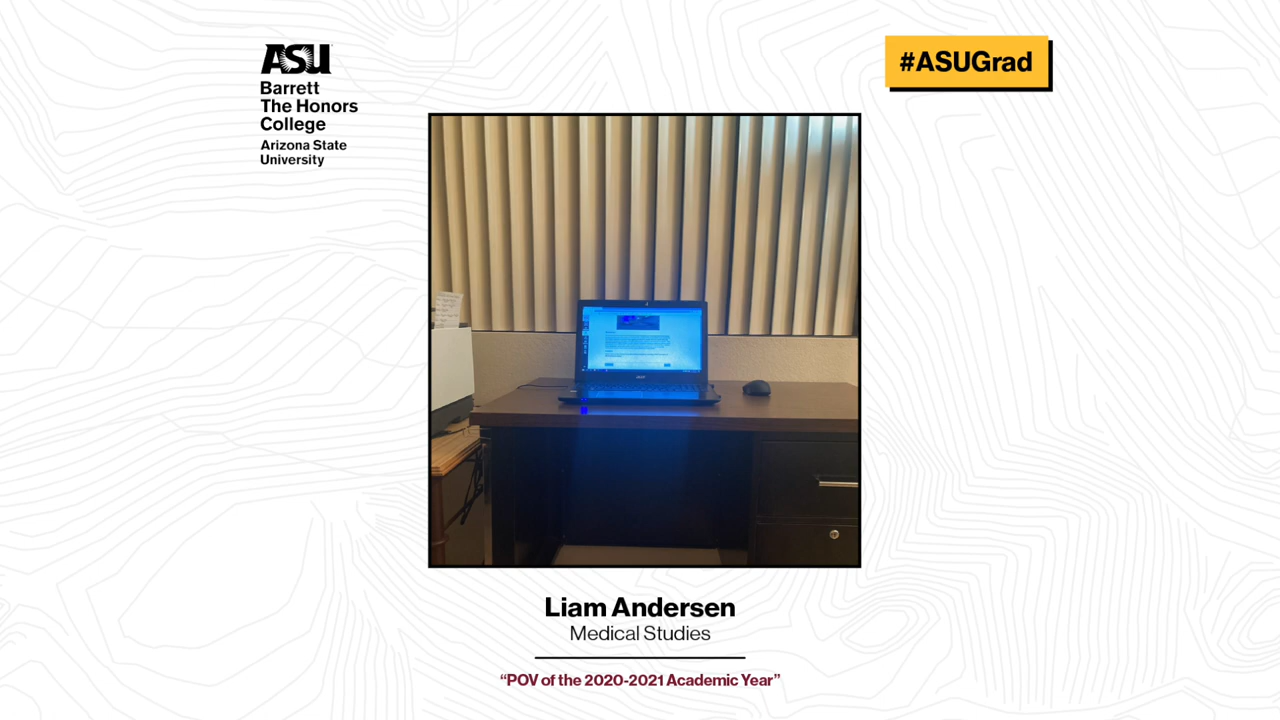 ASU
Barrett
The Honors
College
Arizona State
University
#ASUGrad
acer
Liam Andersen
Medical Studies
“POV of the 2020-2021 Academic Year”